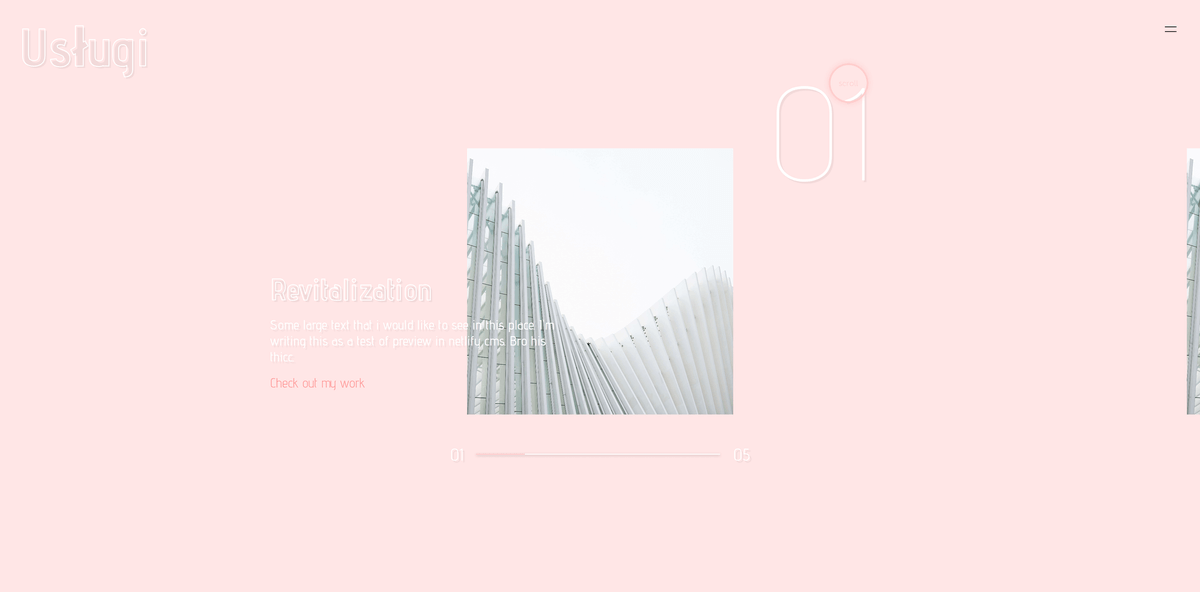 Usługi
01
Revitalization
Some large text that i would like to see in this place. I'm
writing this as a test of preview in netlify cms. Bro his
thicc.
Check out my work
01
05